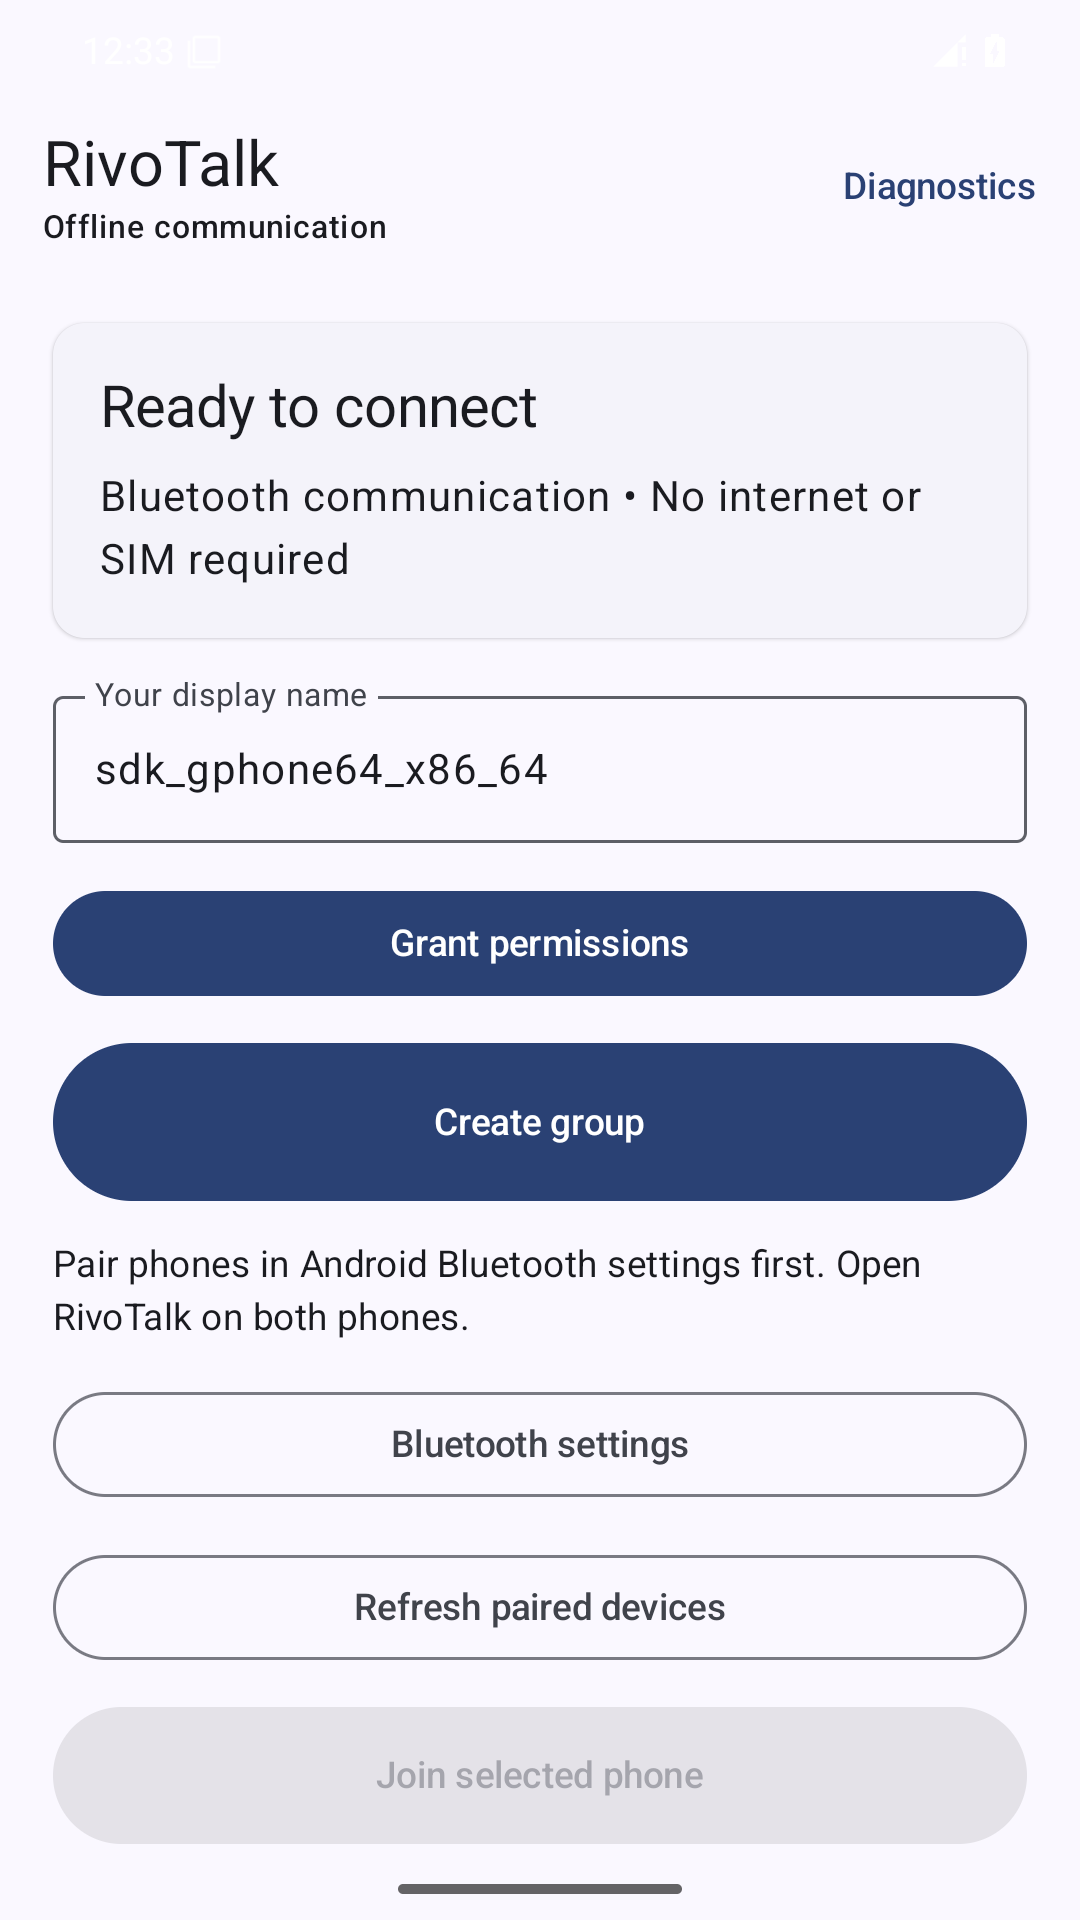 12:33
RivoTalk
Diagnostics
Offline communication
Ready to connect
Bluetooth communication • No internet or
SIM required
Your display name
sdk_gphone64_x86_64
Grant permissions
Create group
Pair phones in Android Bluetooth settings first. Open
RivoTalk on both phones.
Bluetooth settings
Refresh paired devices
Join selected phone